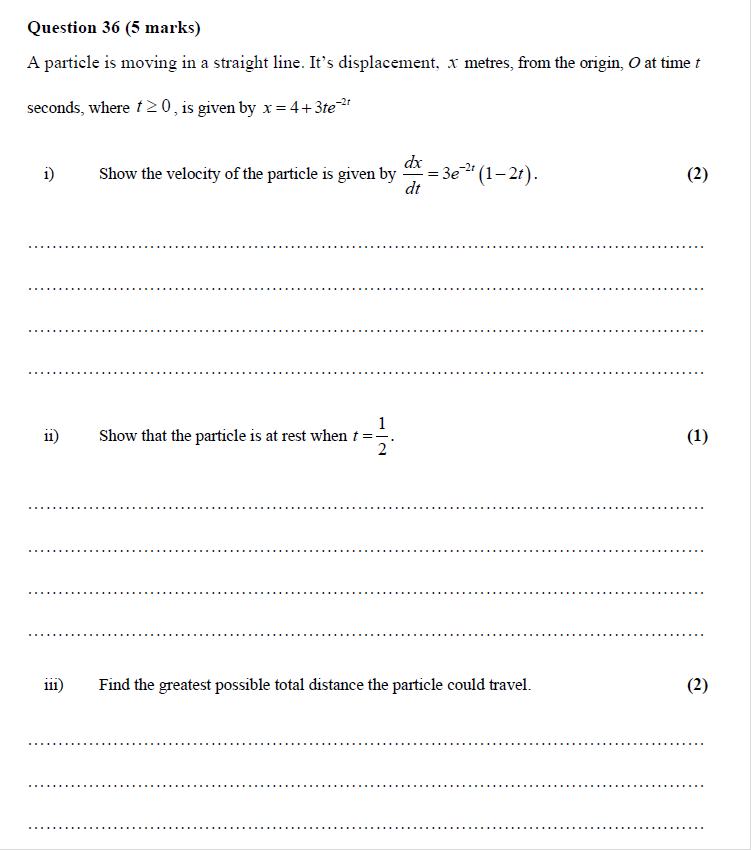 Question 36 (5 marks)
A particle is moving in a straight line. It's displacement, x metres, from the origin, O at time t
seconds, where t ≥ 0, is given by x = 4 + 3te^{-2t}
i) Show the velocity of the particle is given by dx/dt = 3e^{-2t}(1 − 2t). (2)
ii) Show that the particle is at rest when t = 1/2. (1)
iii) Find the greatest possible total distance the particle could travel. (2)